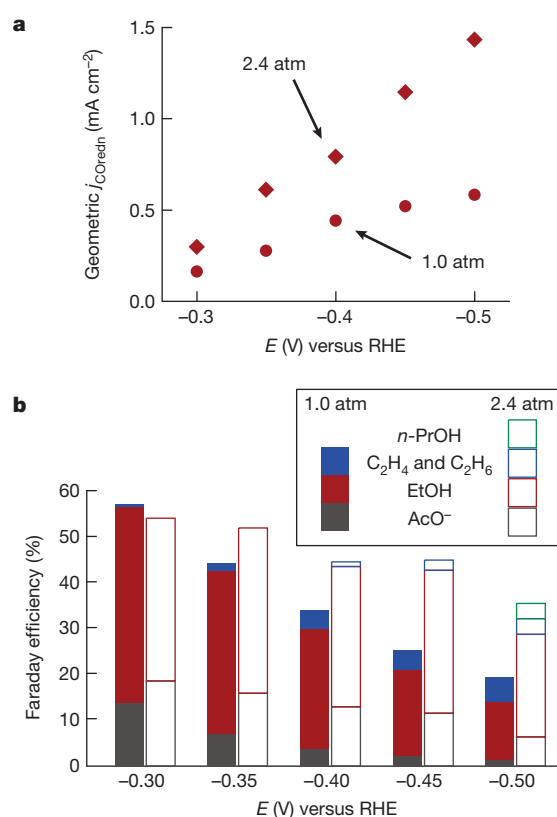 a
Geometric jCOredn (mA cm−2)
1.5
1.0
0.5
0.0
2.4 atm
1.0 atm
−0.3
−0.4
−0.5
E (V) versus RHE
b
1.0 atm
2.4 atm
n-PrOH
C2H4 and C2H6
EtOH
AcO−
Faraday efficiency (%)
60
50
40
30
20
10
0
−0.30
−0.35
−0.40
−0.45
−0.50
E (V) versus RHE